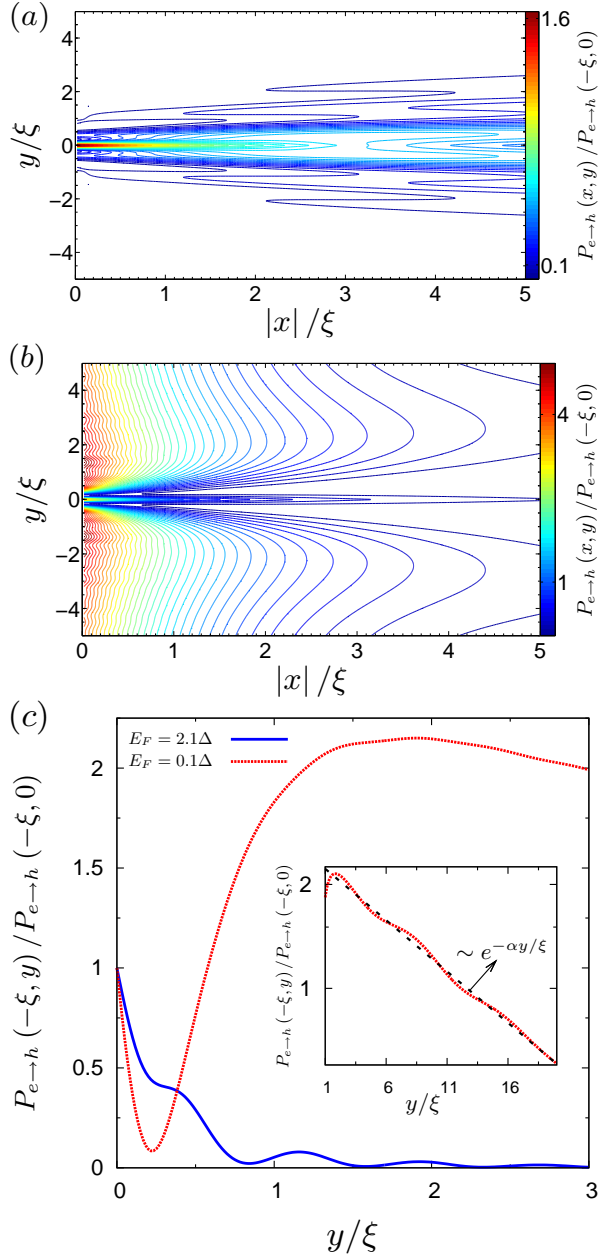 (a)
4
2
0
−2
−4
y/ξ
0 1 2 3 4 5
|x| /ξ
1.6
0.1
P_{e→h} (x, y) /P_{e→h} (−ξ, 0)
(b)
4
2
0
−2
−4
y/ξ
0 1 2 3 4 5
|x| /ξ
4
1
P_{e→h} (x, y) /P_{e→h} (−ξ, 0)
(c)
E_F = 2.1Δ
E_F = 0.1Δ
2
1.5
1
0.5
0
P_{e→h} (−ξ, y) /P_{e→h} (−ξ, 0)
0 1 2 3
y/ξ
2
1
P_{e→h} (−ξ, y) /P_{e→h} (−ξ, 0)
∼ e^{−αy/ξ}
1 6 11 16
y/ξ